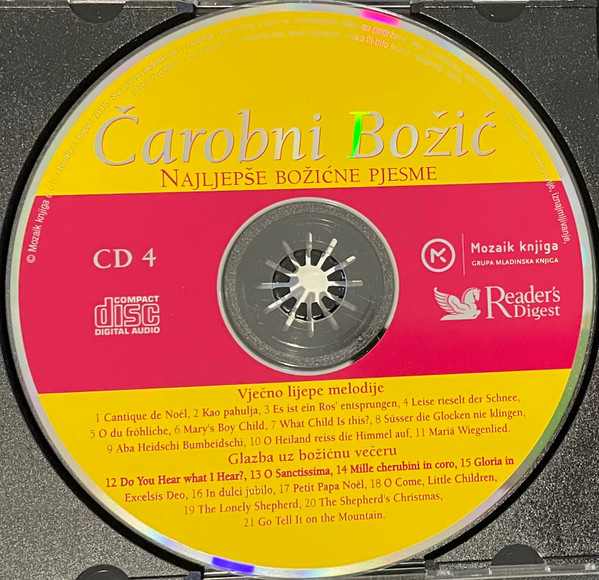 Čarobni Božić
NAJLJEPŠE BOŽIĆNE PJESME
© Mozaik knjiga
CD 4
COMPACT
disc
DIGITAL AUDIO
Mozaik knjiga
GRUPA MLADINSKA KNJIGA
Reader's
Digest
Vječno lijepe melodije
1 Cantique de Noël, 2 Kao pahulja, 3 Es ist ein Ros' entsprungen, 4 Leise rieselt der Schnee,
5 O du fröhliche, 6 Mary's Boy Child, 7 What Child Is this?, 8 Süsser die Glocken nie klingen,
9 Aba Heidschi Bumbeidschi, 10 O Heiland reiss die Himmel auf, 11 Mariä Wiegenlied.
Glazba uz božićnu večeru
12 Do You Hear what I Hear?, 13 O Sanctissima, 14 Mille cherubini in coro, 15 Gloria in
Excelsis Deo, 16 In dulci jubilo, 17 Petit Papa Noël, 18 O Come, Little Children,
19 The Lonely Shepherd, 20 The Shepherd's Christmas,
21 Go Tell It on the Mountain.